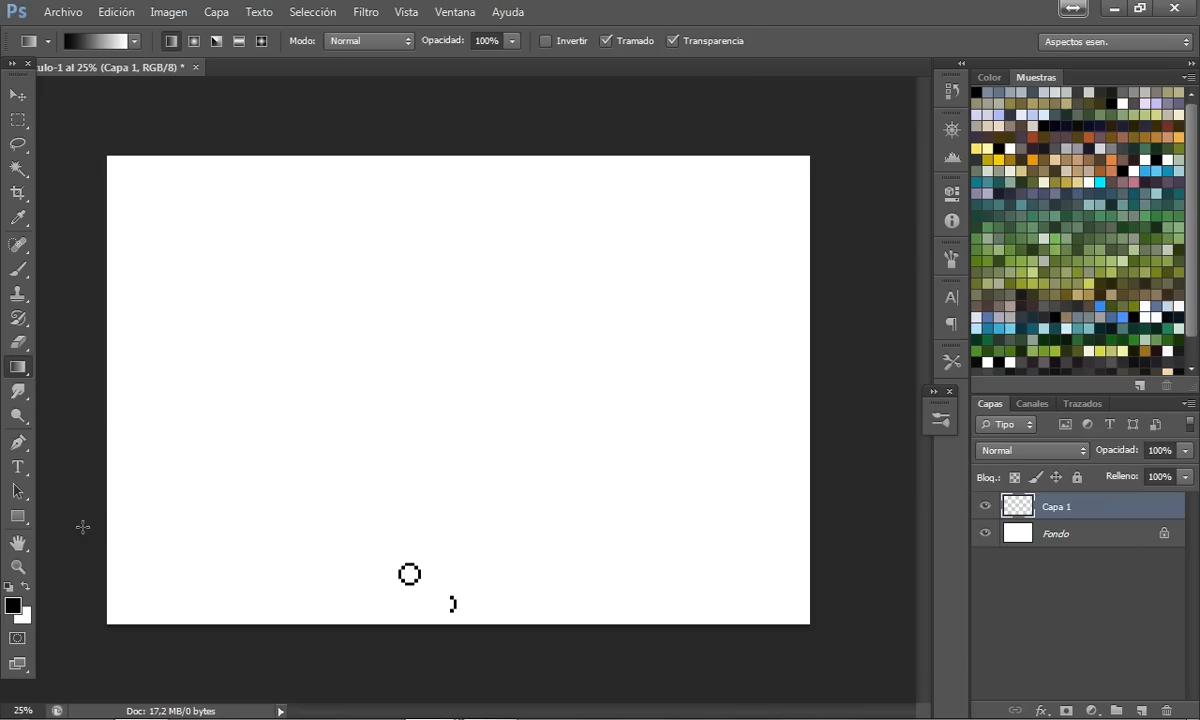 Ps Archivo Edición Imagen Capa Texto Selección Filtro Vista Ventana Ayuda
Modo: Normal Opacidad: 100% Invertir Tramado Transparencia Aspectos esen.
ulo-1 al 25% (Capa 1, RGB/8) * ×
Color Muestras
Capas Canales Trazados
Tipo
Normal Opacidad: 100%
Bloq.: Relleno: 100%
Capa 1
Fondo
25% Doc: 17,2 MB/0 bytes